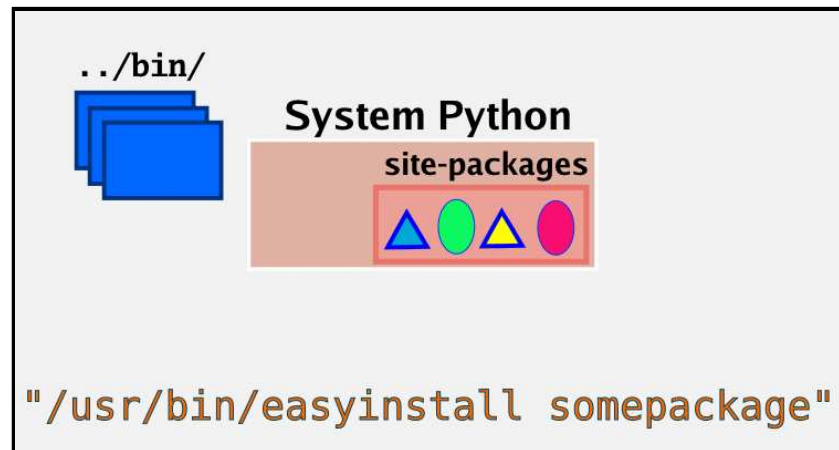 ../bin/
System Python
site-packages
"/usr/bin/easyinstall somepackage"